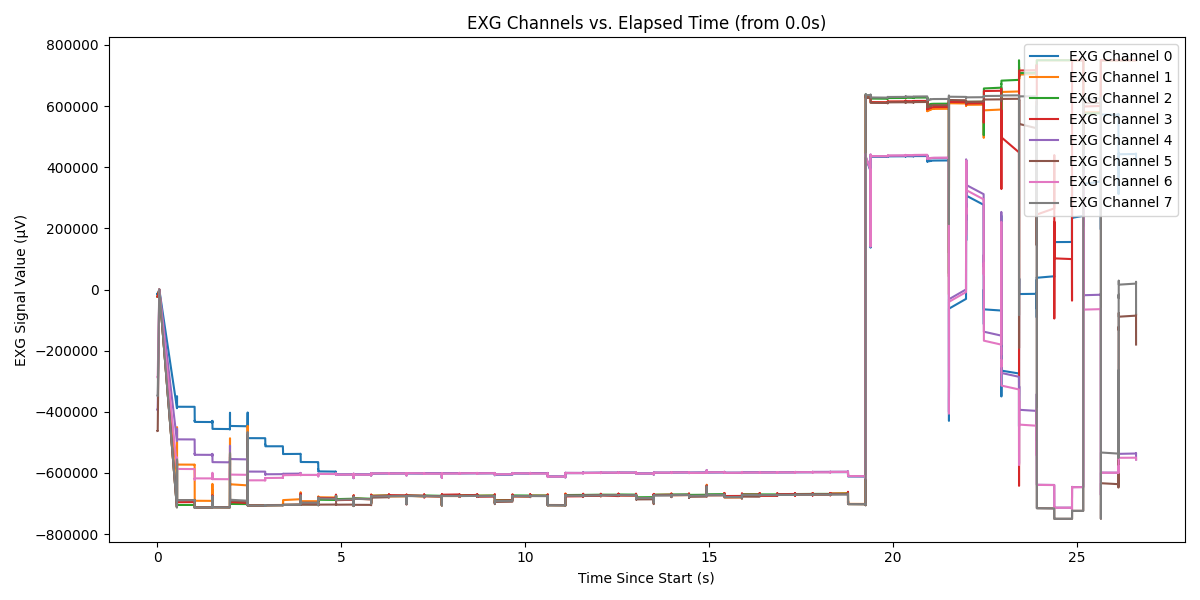 EXG Channels vs. Elapsed Time (from 0.0s)
EXG Signal Value (µV)
800000
600000
400000
200000
0
−200000
−400000
−600000
−800000
0
5
10
15
20
25
Time Since Start (s)
EXG Channel 0
EXG Channel 1
EXG Channel 2
EXG Channel 3
EXG Channel 4
EXG Channel 5
EXG Channel 6
EXG Channel 7